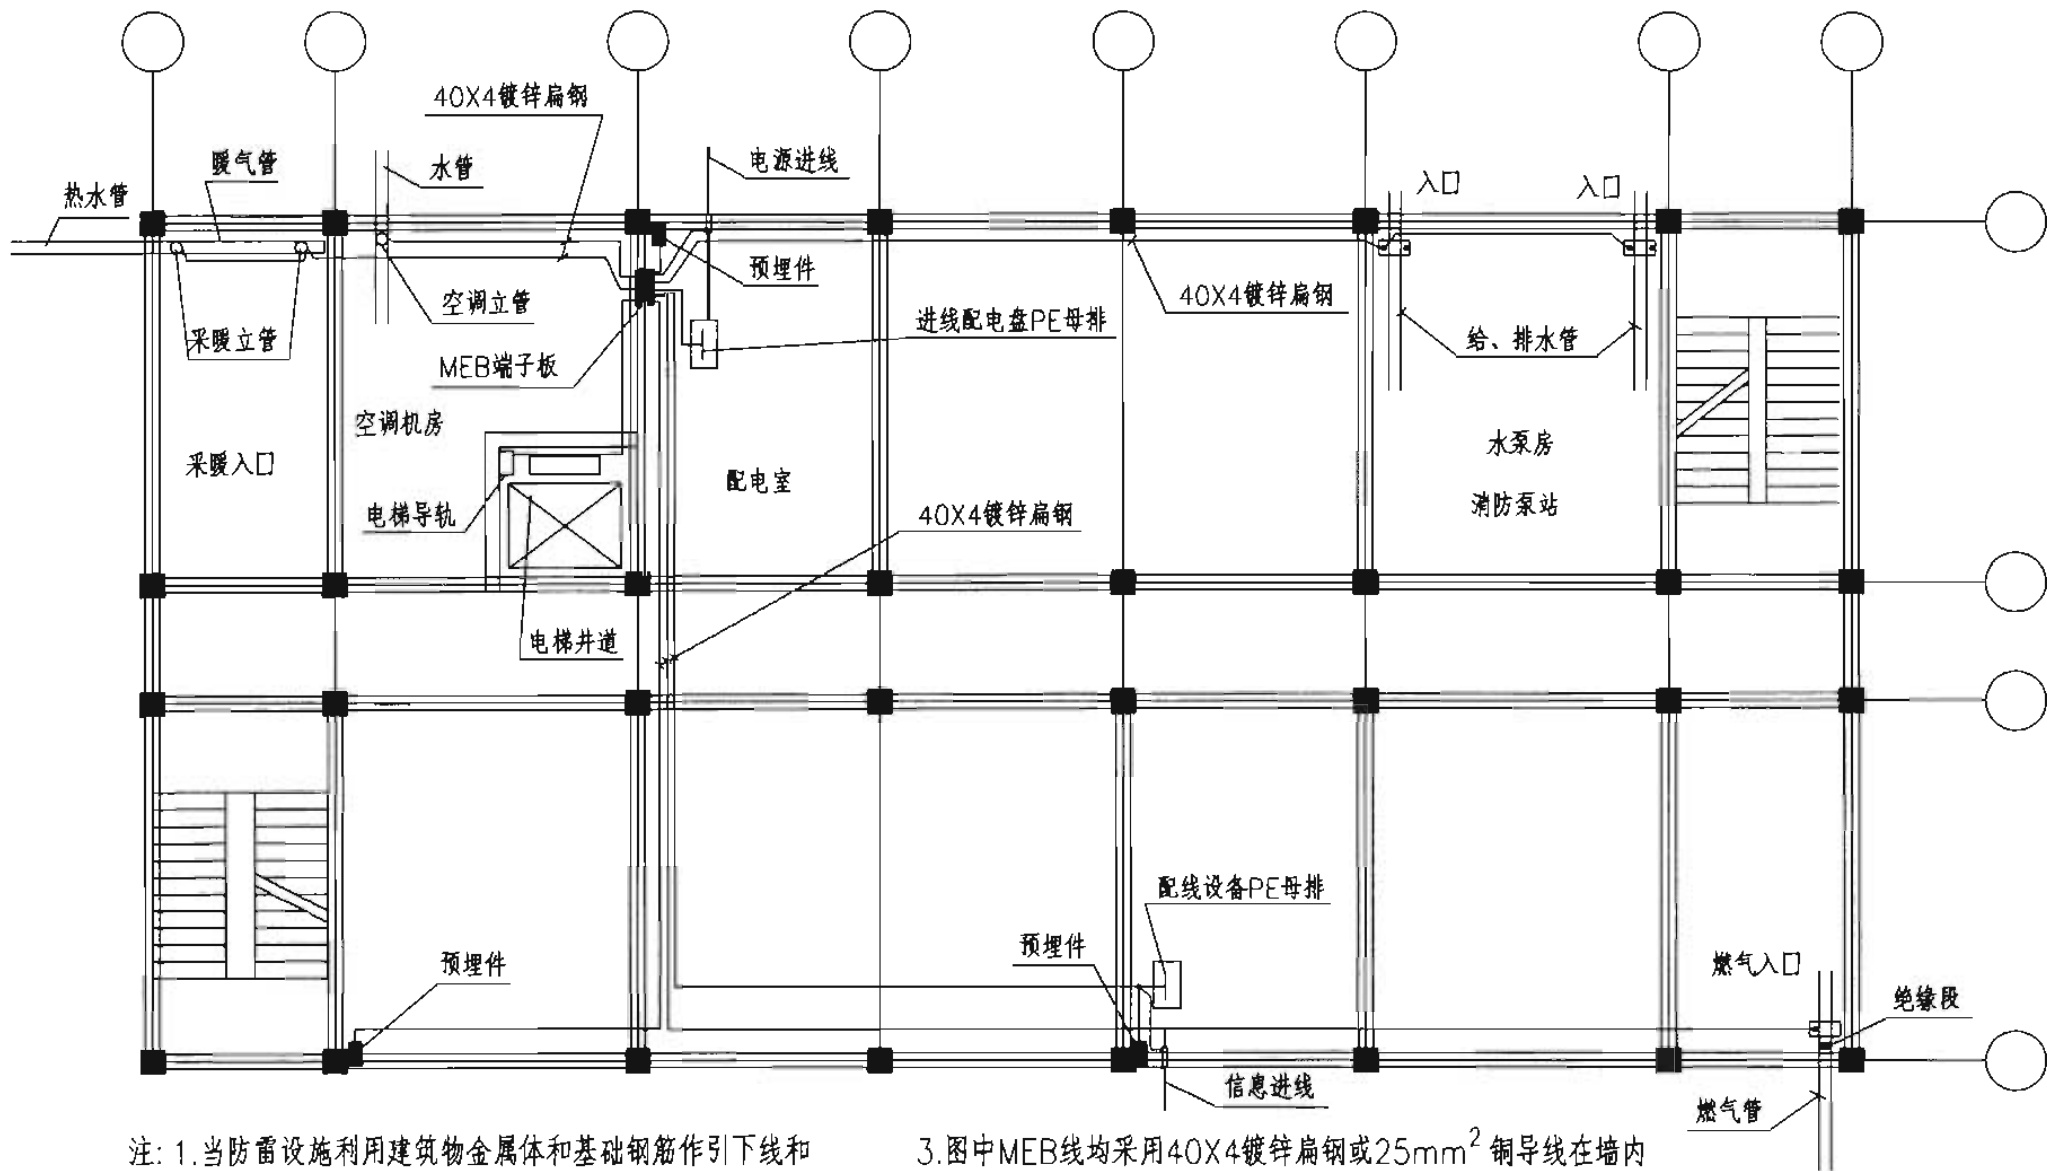 40X4镀锌扁钢
暖气管
水管
电源进线
热水管
入口
入口
预埋件
空调立管
40X4镀锌扁钢
采暖立管
进线配电盘PE母排
给、排水管
MEB端子板
空调机房
采暖入口
配电室
水泵房
电梯导轨
40X4镀锌扁钢
消防泵站
电梯井道
配线设备PE母排
预埋件
预埋件
燃气入口
绝缘段
信息进线
燃气管
注: 1.当防雷设施利用建筑物金属体和基础钢筋作引下线和
3.图中MEB线均采用40X4镀锌扁钢或25mm² 铜导线在墙内